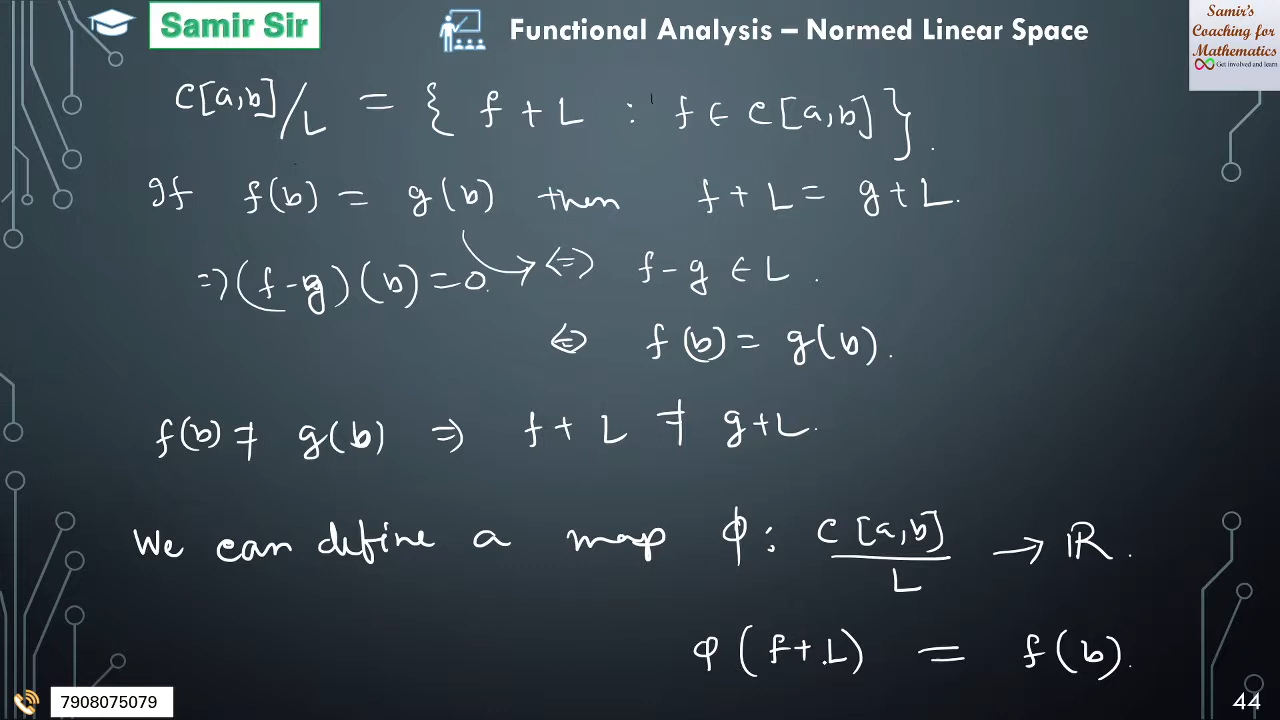 Samir Sir
Functional Analysis – Normed Linear Space
Samir's
Coaching for
Mathematics
Get involved and learn
C[a,b]/L = { f + L : f ∈ C[a,b] }.
If f(b) = g(b) then f + L = g + L.
⇒ (f - g)(b) = 0. ⇔ f - g ∈ L.
⇔ f(b) = g(b).
f(b) ≠ g(b) ⇒ f + L ≠ g + L.
We can define a map φ : C[a,b]/L → ℝ.
φ(f + L) = f(b).
7908075079
44